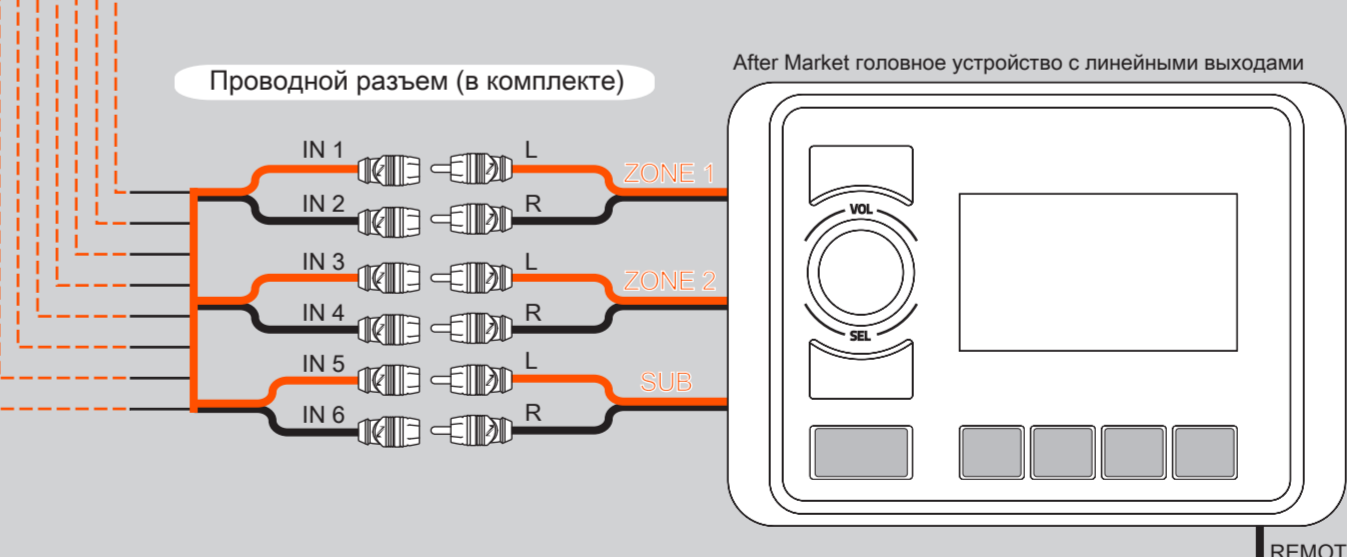 After Market головное устройство с линейными выходами
Проводной разъем (в комплекте)
IN 1
L
ZONE 1
IN 2
R
VOL
IN 3
L
ZONE 2
IN 4
R
SEL
IN 5
L
SUB
IN 6
R
REMOT